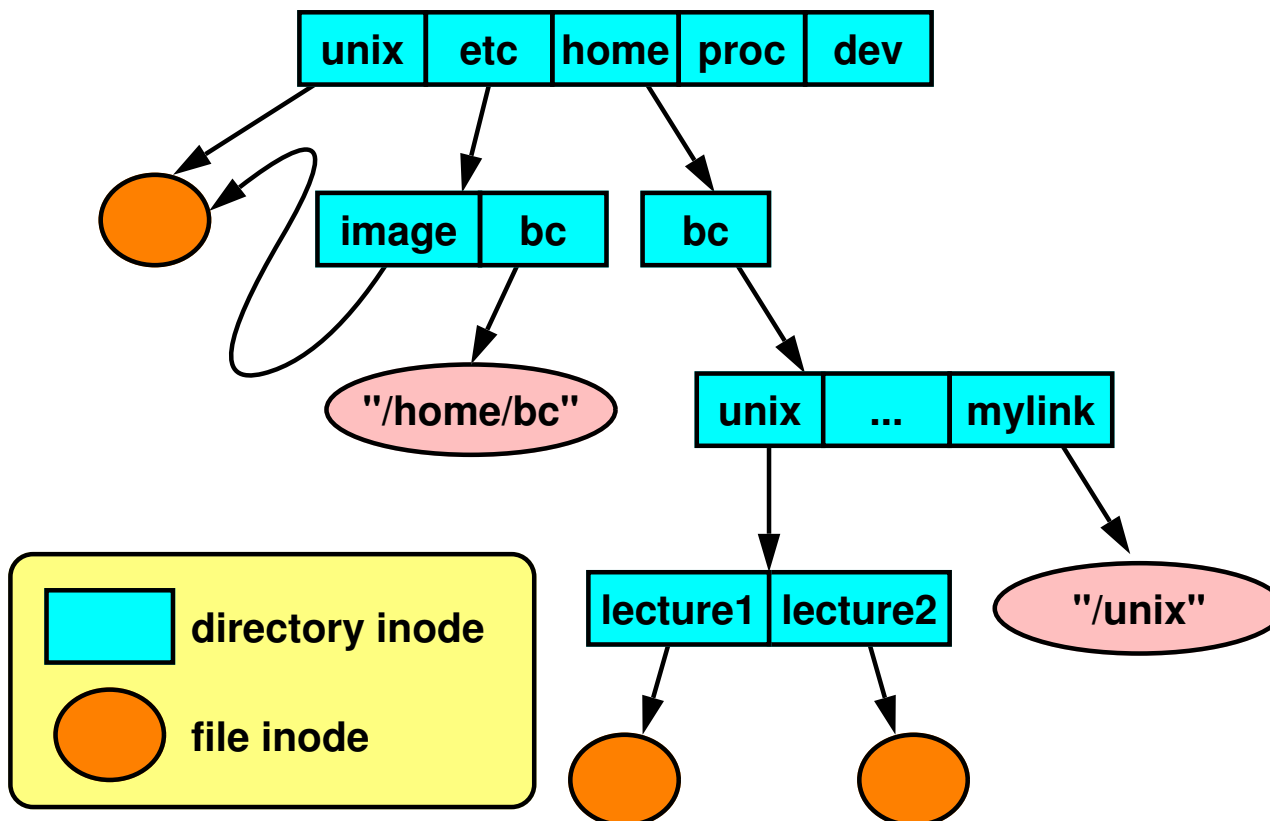 unix etc home proc dev
image bc bc
"/home/bc"
unix ... mylink
lecture1 lecture2
"/unix"
directory inode
file inode